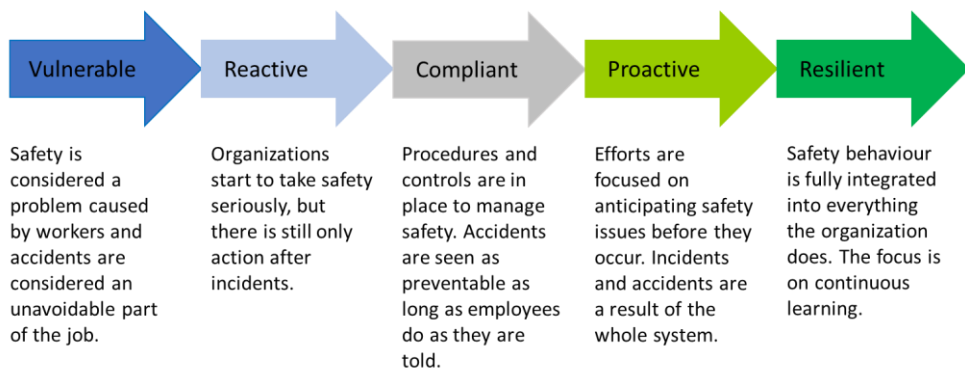 Vulnerable
Reactive
Compliant
Proactive
Resilient
Safety is
considered a
problem caused
by workers and
accidents are
considered an
unavoidable part
of the job.
Organizations
start to take safety
seriously, but
there is still only
action after
incidents.
Procedures and
controls are in
place to manage
safety. Accidents
are seen as
preventable as
long as employees
do as they are
told.
Efforts are
focused on
anticipating safety
issues before they
occur. Incidents
and accidents are
a result of the
whole system.
Safety behaviour
is fully integrated
into everything
the organization
does. The focus is
on continuous
learning.